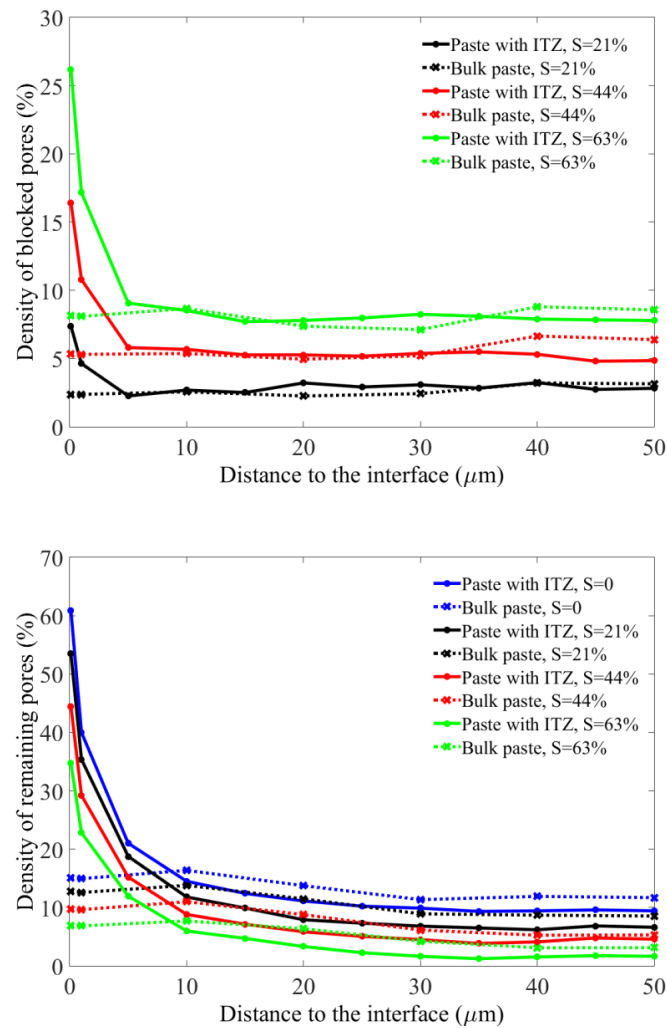 30
25
20
15
10
5
0
Density of blocked pores (%)
Paste with ITZ, S=21%
Bulk paste, S=21%
Paste with ITZ, S=44%
Bulk paste, S=44%
Paste with ITZ, S=63%
Bulk paste, S=63%
0 10 20 30 40 50
Distance to the interface (μm)
70
60
50
40
30
20
10
0
Density of remaining pores (%)
Paste with ITZ, S=0
Bulk paste, S=0
Paste with ITZ, S=21%
Bulk paste, S=21%
Paste with ITZ, S=44%
Bulk paste, S=44%
Paste with ITZ, S=63%
Bulk paste, S=63%
0 10 20 30 40 50
Distance to the interface (μm)